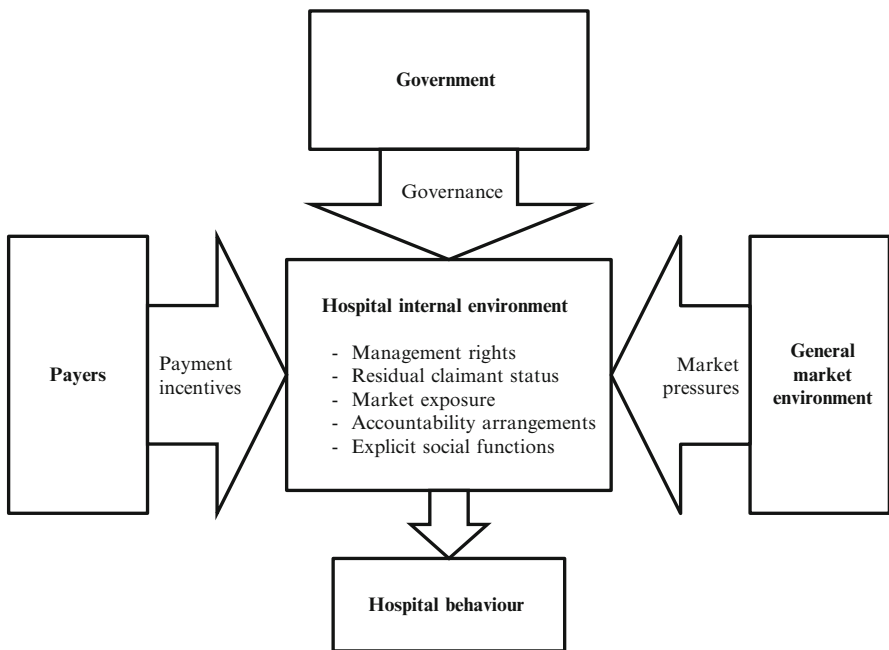 Government
Governance
Payers
Payment
incentives
Hospital internal environment
- Management rights
- Residual claimant status
- Market exposure
- Accountability arrangements
- Explicit social functions
Market
pressures
General
market
environment
Hospital behaviour